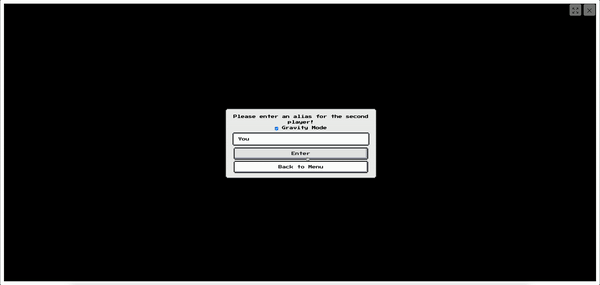 Please enter an alias for the second
player!
Gravity Mode
You
Enter
Back to Menu